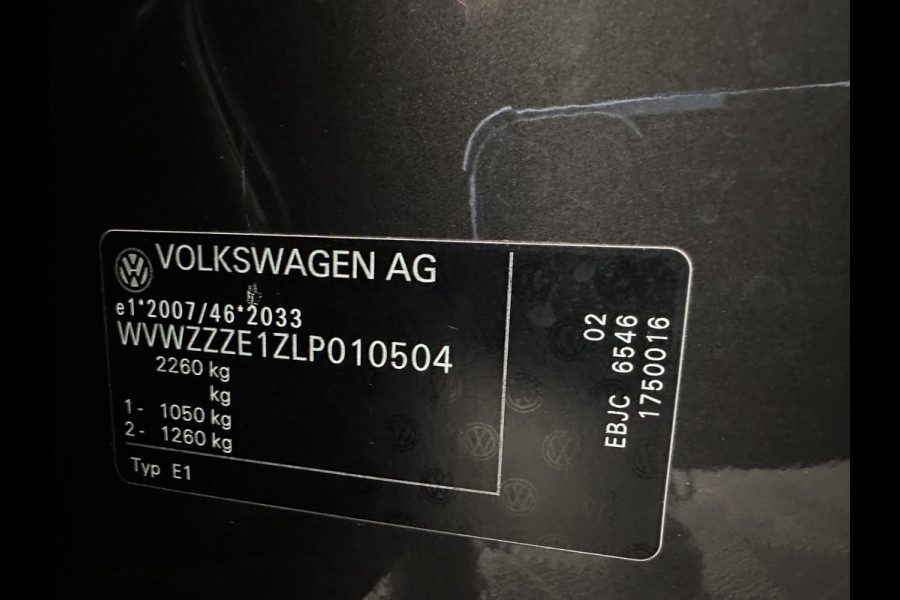 VOLKSWAGEN AG
e1*2007/46*2033
WVWZZZE1ZLP010504
2260 kg
kg
1- 1050 kg
2- 1260 kg
Typ E1
02
EBJC 6546
1750016